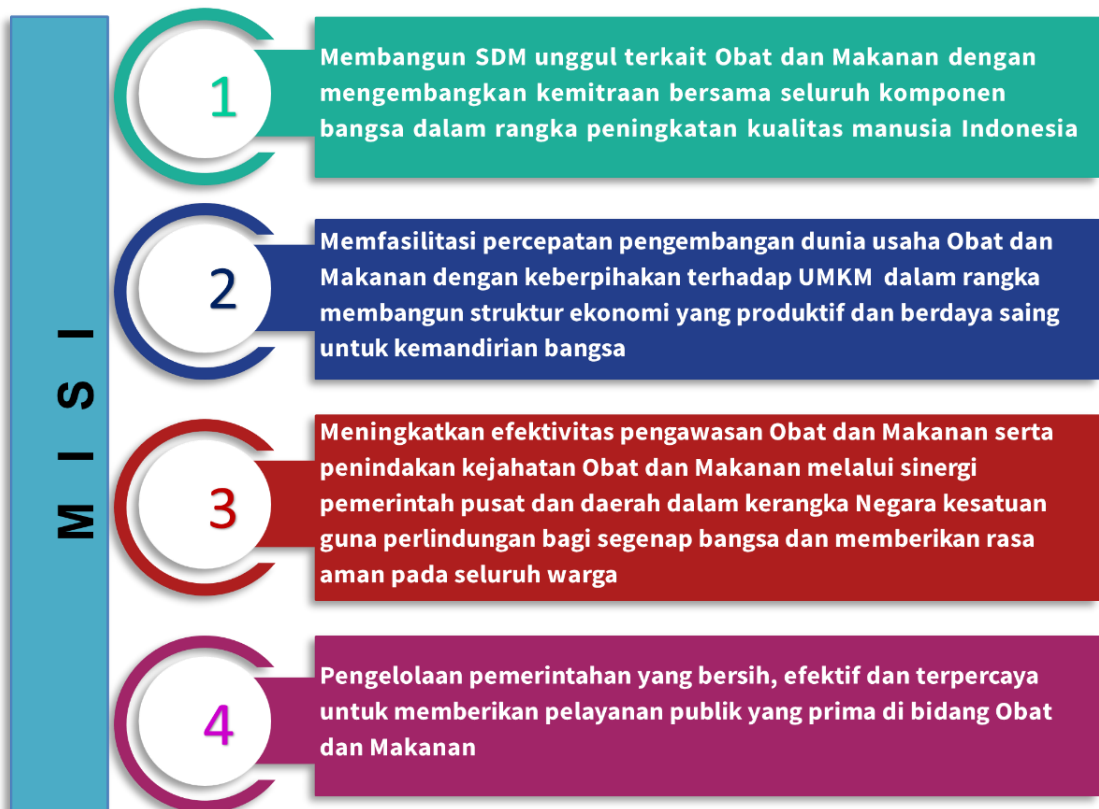 MISI
1
Membangun SDM unggul terkait Obat dan Makanan dengan
mengembangkan kemitraan bersama seluruh komponen
bangsa dalam rangka peningkatan kualitas manusia Indonesia
2
Memfasilitasi percepatan pengembangan dunia usaha Obat dan
Makanan dengan keberpihakan terhadap UMKM dalam rangka
membangun struktur ekonomi yang produktif dan berdaya saing
untuk kemandirian bangsa
3
Meningkatkan efektivitas pengawasan Obat dan Makanan serta
penindakan kejahatan Obat dan Makanan melalui sinergi
pemerintah pusat dan daerah dalam kerangka Negara kesatuan
guna perlindungan bagi segenap bangsa dan memberikan rasa
aman pada seluruh warga
4
Pengelolaan pemerintahan yang bersih, efektif dan terpercaya
untuk memberikan pelayanan publik yang prima di bidang Obat
dan Makanan